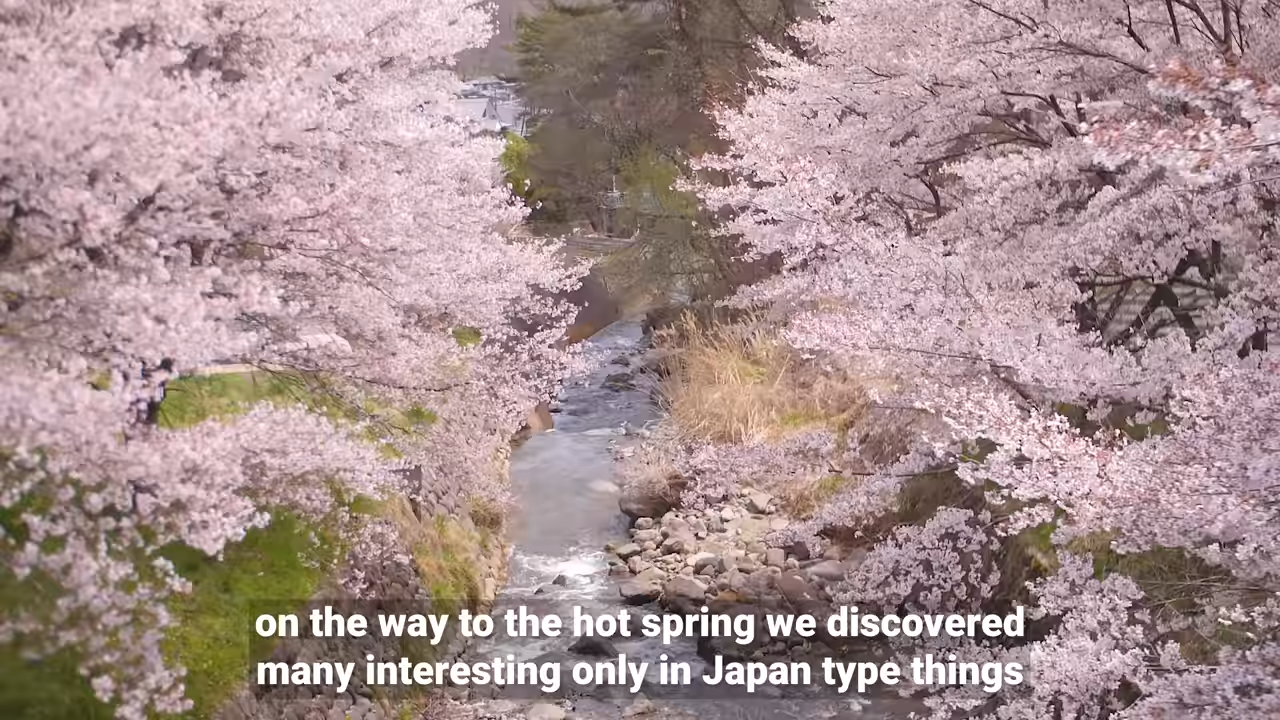 on the way to the hot spring we discovered
many interesting only in Japan type things